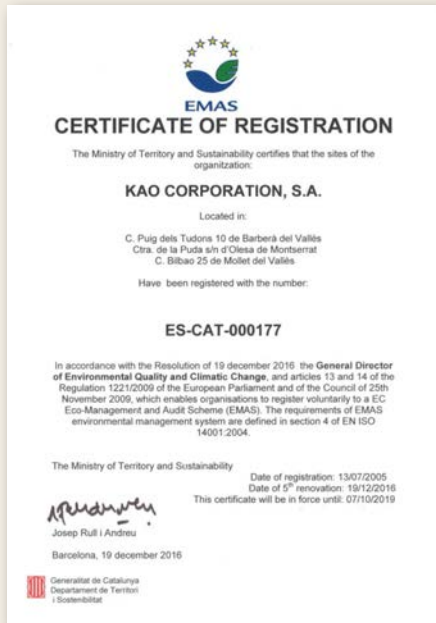 EMAS
CERTIFICATE OF REGISTRATION
The Ministry of Territory and Sustainability certifies that the sites of the
organitzation:
KAO CORPORATION, S.A.
Located in:
C. Puig dels Tudons 10 de Barberà del Vallès
Ctra. de la Puda s/n d'Olesa de Montserrat
C. Bilbao 25 de Mollet del Vallès
Have been registered with the number:
ES-CAT-000177
In accordance with the Resolution of 19 december 2016 the General Director
of Environmental Quality and Climatic Change, and articles 13 and 14 of the
Regulation 1221/2009 of the European Parliament and of the Council of 25th
November 2009, which enables organisations to register voluntarily to a EC
Eco-Management and Audit Scheme (EMAS). The requirements of EMAS
environmental management system are defined in section 4 of EN ISO
14001:2004.
The Ministry of Territory and Sustainability
Date of registration: 13/07/2005
Date of 5th renovation: 19/12/2016
This certificate will be in force until: 07/10/2019
Josep Rull i Andreu
Barcelona, 19 december 2016
Generalitat de Catalunya
Departament de Territori
i Sostenibilitat